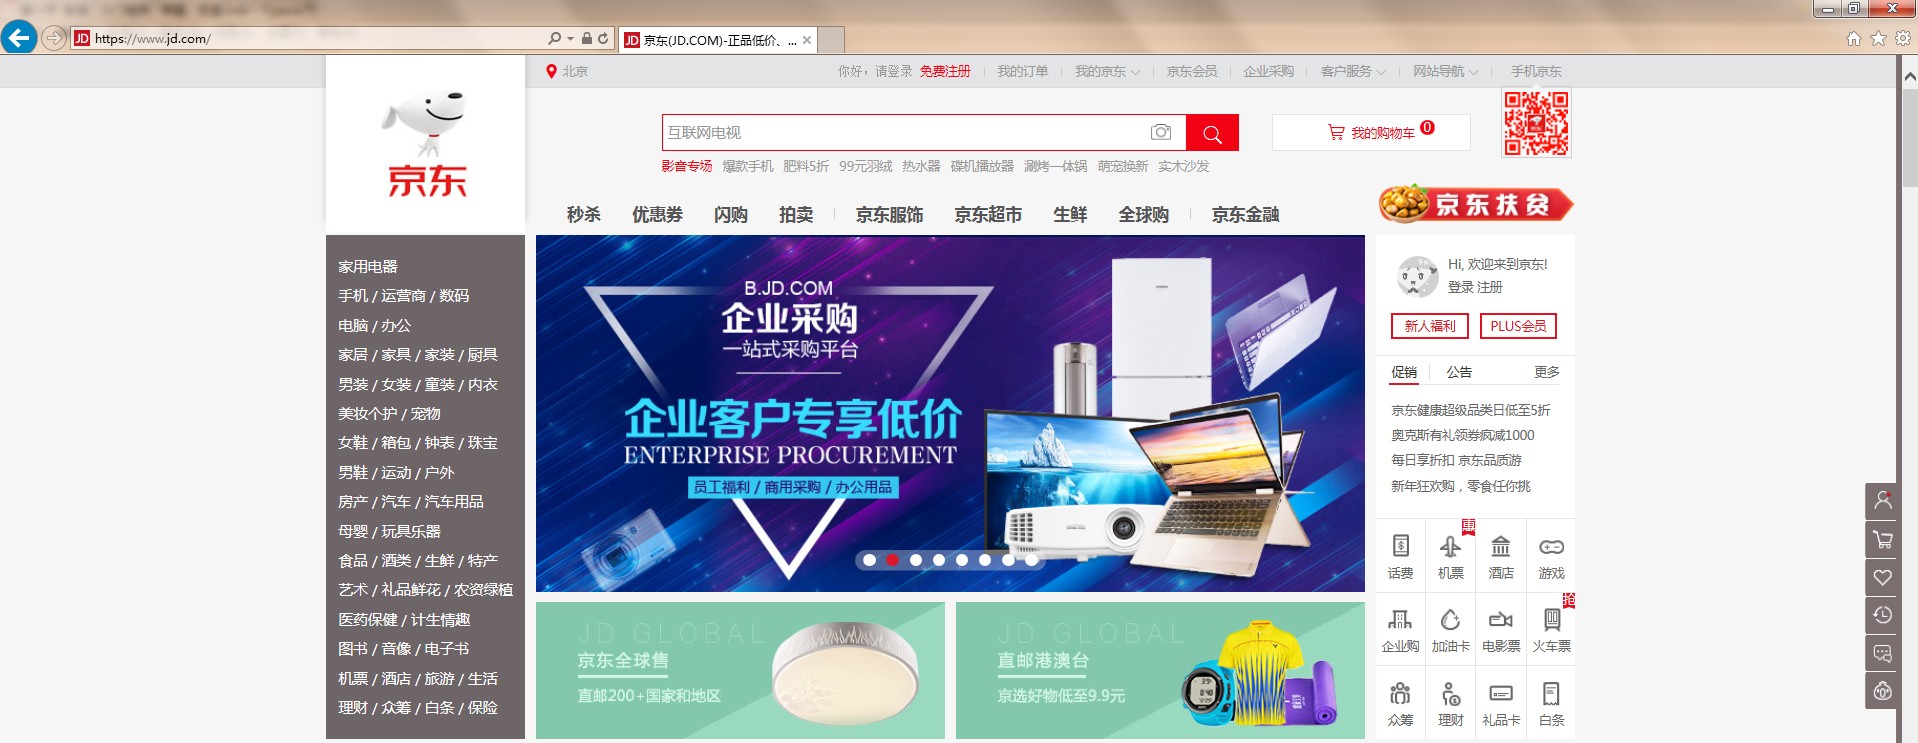 https://www.jd.com/
京东(JD.COM)-正品低价、...
北京
你好，请登录 免费注册 我的订单 我的京东 京东会员 企业采购 客户服务 网站导航 手机京东
京东
互联网电视
我的购物车 0
影音专场 爆款手机 肥料5折 99元羽绒 热水器 碟机播放器 涮烤一体锅 萌宠换新 实木沙发
秒杀 优惠券 闪购 拍卖 京东服饰 京东超市 生鲜 全球购 京东金融
京东扶贫
家用电器
手机 / 运营商 / 数码
电脑 / 办公
家居 / 家具 / 家装 / 厨具
男装 / 女装 / 童装 / 内衣
美妆个护 / 宠物
女鞋 / 箱包 / 钟表 / 珠宝
男鞋 / 运动 / 户外
房产 / 汽车 / 汽车用品
母婴 / 玩具乐器
食品 / 酒类 / 生鲜 / 特产
艺术 / 礼品鲜花 / 农资绿植
医药保健 / 计生情趣
图书 / 音像 / 电子书
机票 / 酒店 / 旅游 / 生活
理财 / 众筹 / 白条 / 保险
B.JD.COM
企业采购
一站式采购平台
企业客户专享低价
ENTERPRISE PROCUREMENT
员工福利 / 商用采购 / 办公用品
JD GLOBAL
京东全球售
直邮200+国家和地区
JD GLOBAL
直邮港澳台
京选好物低至9.9元
Hi, 欢迎来到京东!
登录 注册
新人福利 PLUS会员
促销 公告 更多
京东健康超级品类日低至5折
奥克斯有礼领券疯减1000
每日享折扣 京东品质游
新年狂欢购，零食任你挑
话费 机票 酒店 游戏
抢
企业购 加油卡 电影票 火车票
众筹 理财 礼品卡 白条